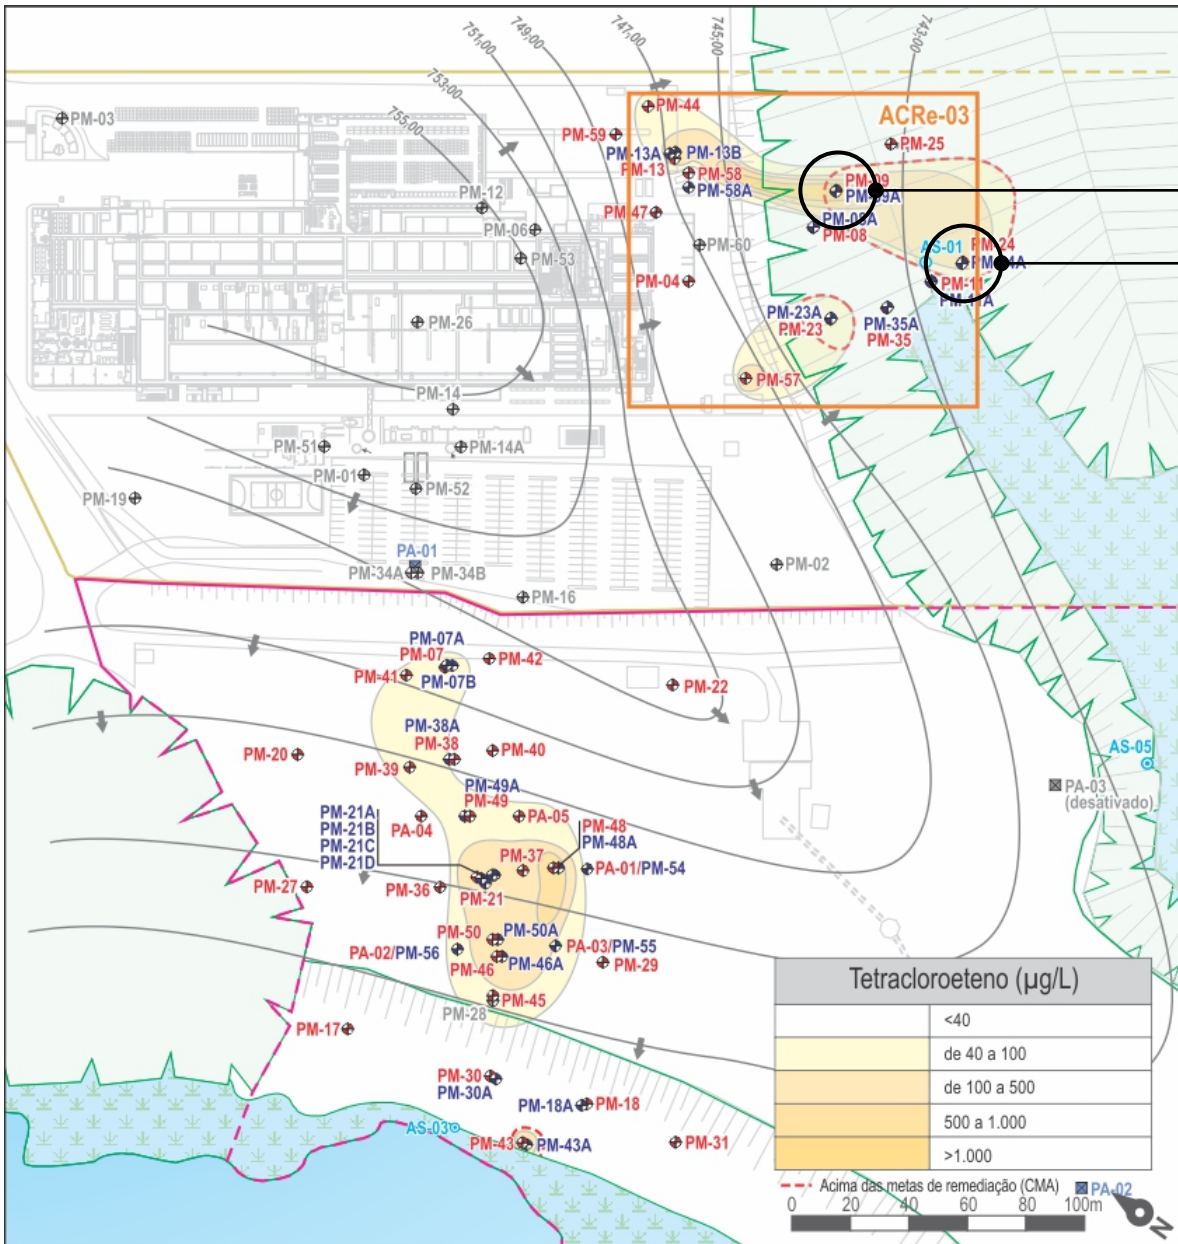 755,00
753,00
751,00
749,00
747,00
745,00
743,00
ACRe-03
PM-03
PM-44
PM-59
PM-13A
PM-13B
PM-13
PM-58
PM-58A
PM-25
PM-09
PM-09A
PM-08A
PM-08
PM-12
PM-06
PM-53
PM-47
PM-60
PM-04
AS-01
PM-24
PM-11
PM-26
PM-23A
PM-23
PM-35A
PM-35
PM-57
PM-14
PM-51
PM-14A
PM-01
PM-52
PM-19
PA-01
PM-34A
PM-34B
PM-02
PM-16
PM-07A
PM-07
PM-42
PM-41
PM-07B
PM-22
PM-38A
PM-38
PM-40
PM-20
PM-39
AS-05
PA-03
(desativado)
PM-49A
PM-49
PA-04
PA-05
PM-21A
PM-21B
PM-21C
PM-21D
PM-48
PM-48A
PM-37
PA-01/PM-54
PM-27
PM-36
PM-21
PM-50
PM-50A
PA-02/PM-56
PA-03/PM-55
PM-46
PM-46A
PM-29
PM-45
PM-28
PM-17
PM-30
PM-30A
PM-18A
PM-18
AS-03
PM-43
PM-43A
PM-31
Tetracloroeteno (µg/L)
<40
de 40 a 100
de 100 a 500
500 a 1.000
>1.000
Acima das metas de remediação (CMA)
PA-02
0 20 40 60 80 100m
N